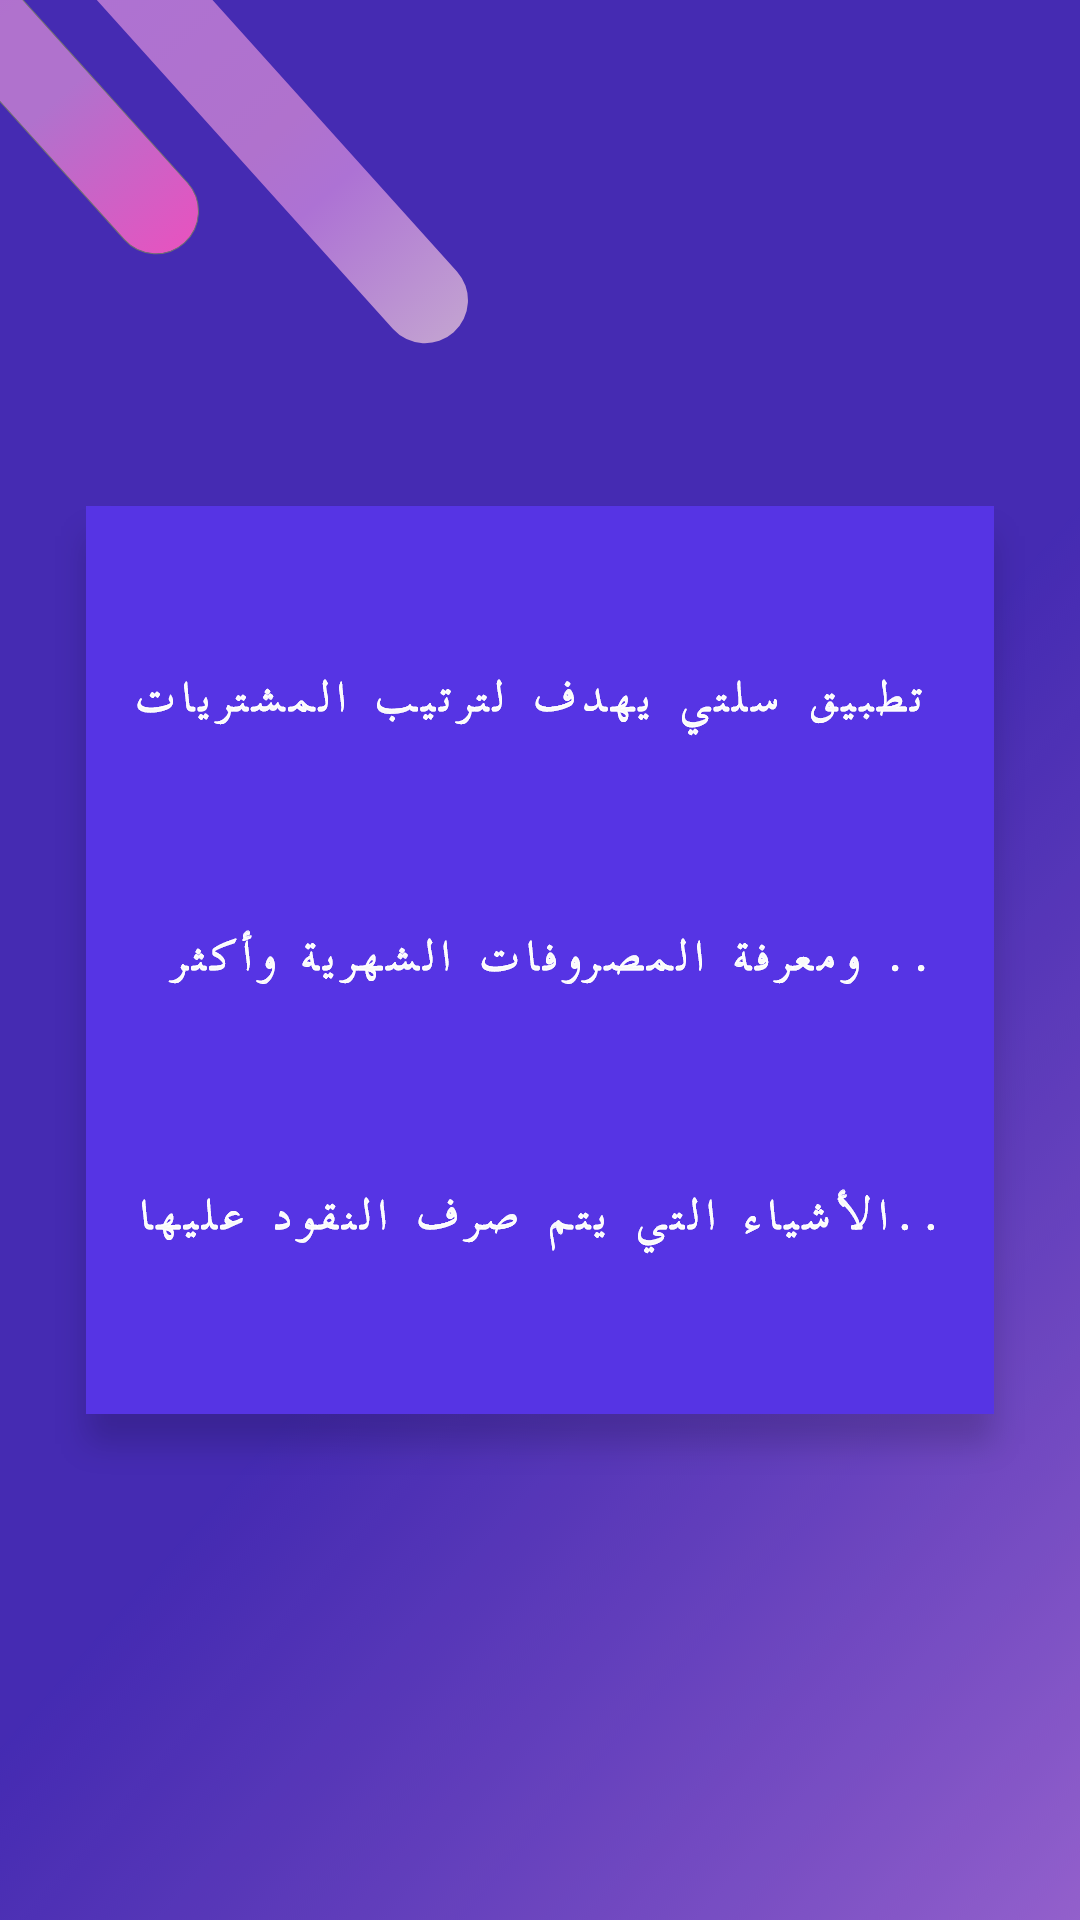 تطبيق سلتي يهدف لترتيب المشتريات
.. ومعرفة المصروفات الشهرية وأكثر
..الأشياء التي يتم صرف النقود عليها